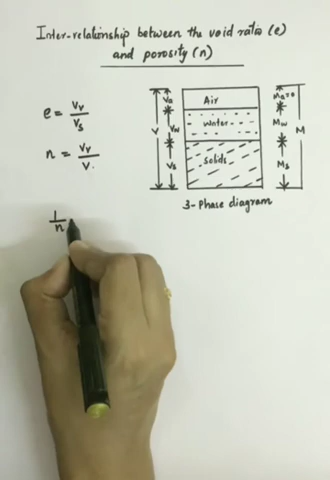 Inter-relationship between the void ratio (e)
and porosity (n)
e = Vv/Vs
n = Vv/V.
1/n
Va
Vw
Vs
V
Air
Water
Solids
Ma=0
Mw
Ms
M
3-Phase diagram